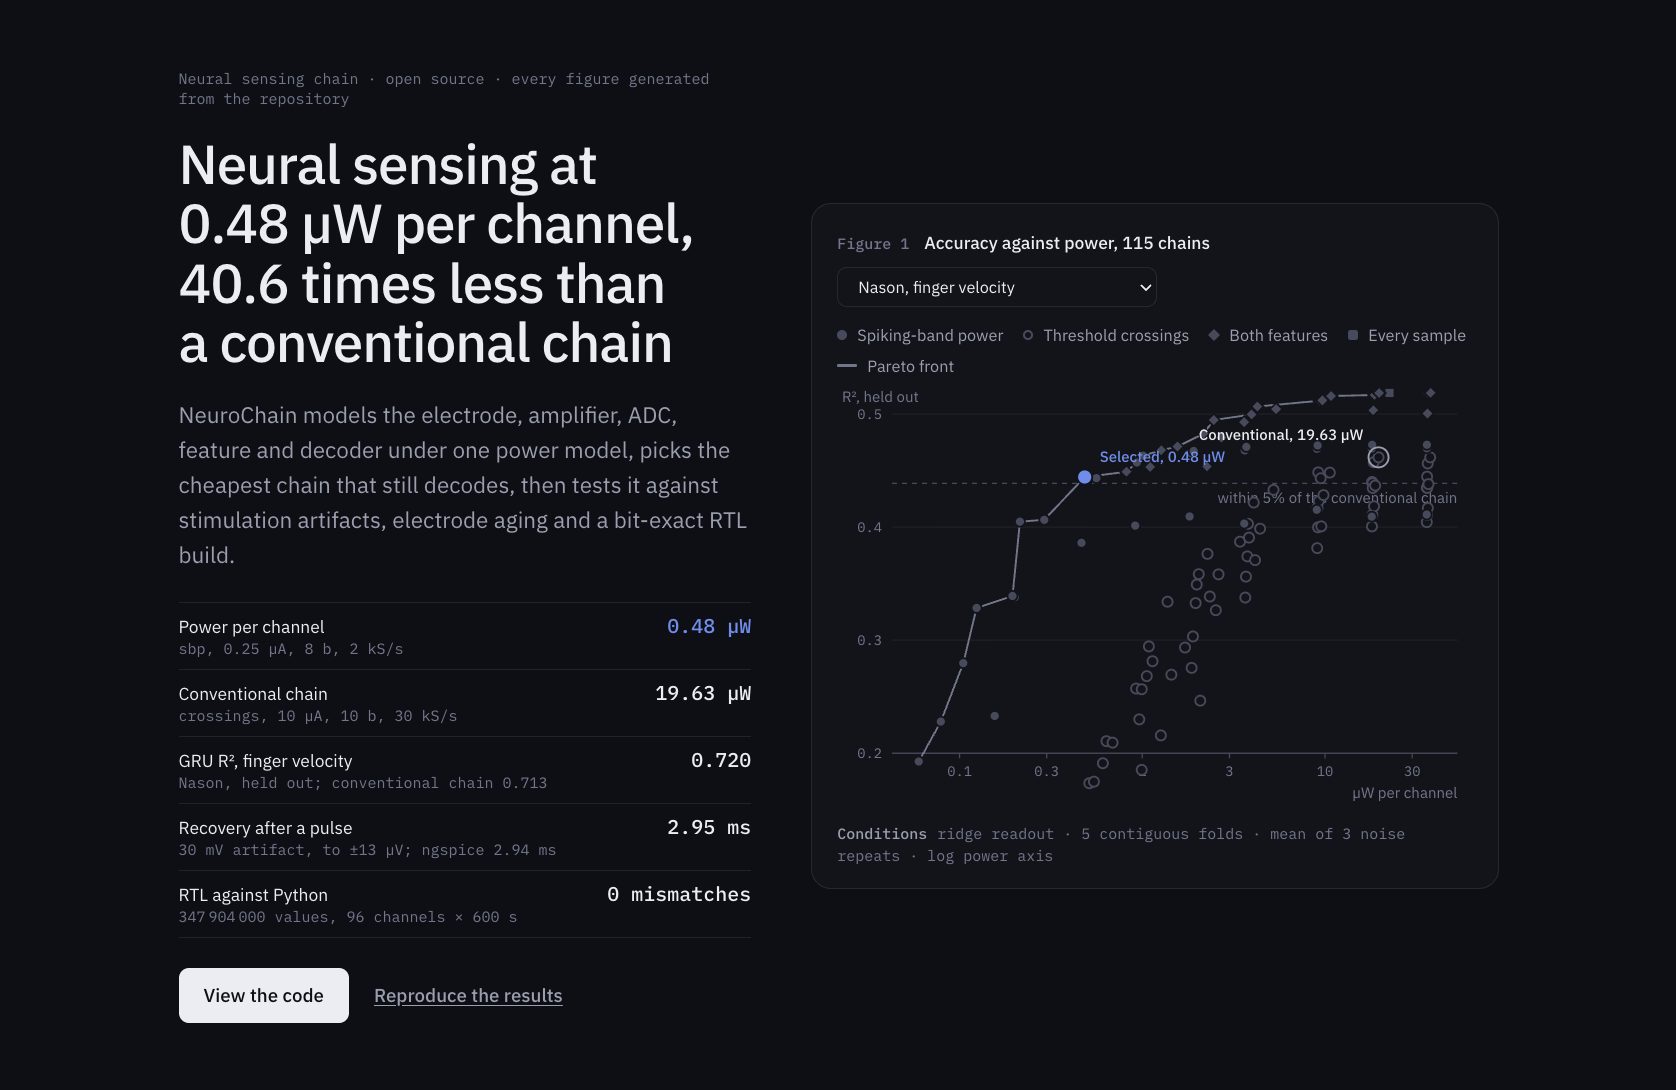 Neural sensing chain · open source · every figure generated
from the repository
Neural sensing at
0.48 µW per channel,
40.6 times less than
a conventional chain
NeuroChain models the electrode, amplifier, ADC,
feature and decoder under one power model, picks the
cheapest chain that still decodes, then tests it against
stimulation artifacts, electrode aging and a bit-exact RTL
build.
Power per channel 0.48 µW
sbp, 0.25 µA, 8 b, 2 kS/s
Conventional chain 19.63 µW
crossings, 10 µA, 10 b, 30 kS/s
GRU R², finger velocity 0.720
Nason, held out; conventional chain 0.713
Recovery after a pulse 2.95 ms
30 mV artifact, to ±13 µV; ngspice 2.94 ms
RTL against Python 0 mismatches
347 904 000 values, 96 channels × 600 s
View the code Reproduce the results
Figure 1 Accuracy against power, 115 chains
Nason, finger velocity
Spiking-band power Threshold crossings Both features Every sample
Pareto front
R², held out
0.5
Conventional, 19.63 µW
Selected, 0.48 µW
within 5% of the conventional chain
0.4
0.3
0.2
0.1 0.3 3 10 30
µW per channel
Conditions ridge readout · 5 contiguous folds · mean of 3 noise
repeats · log power axis